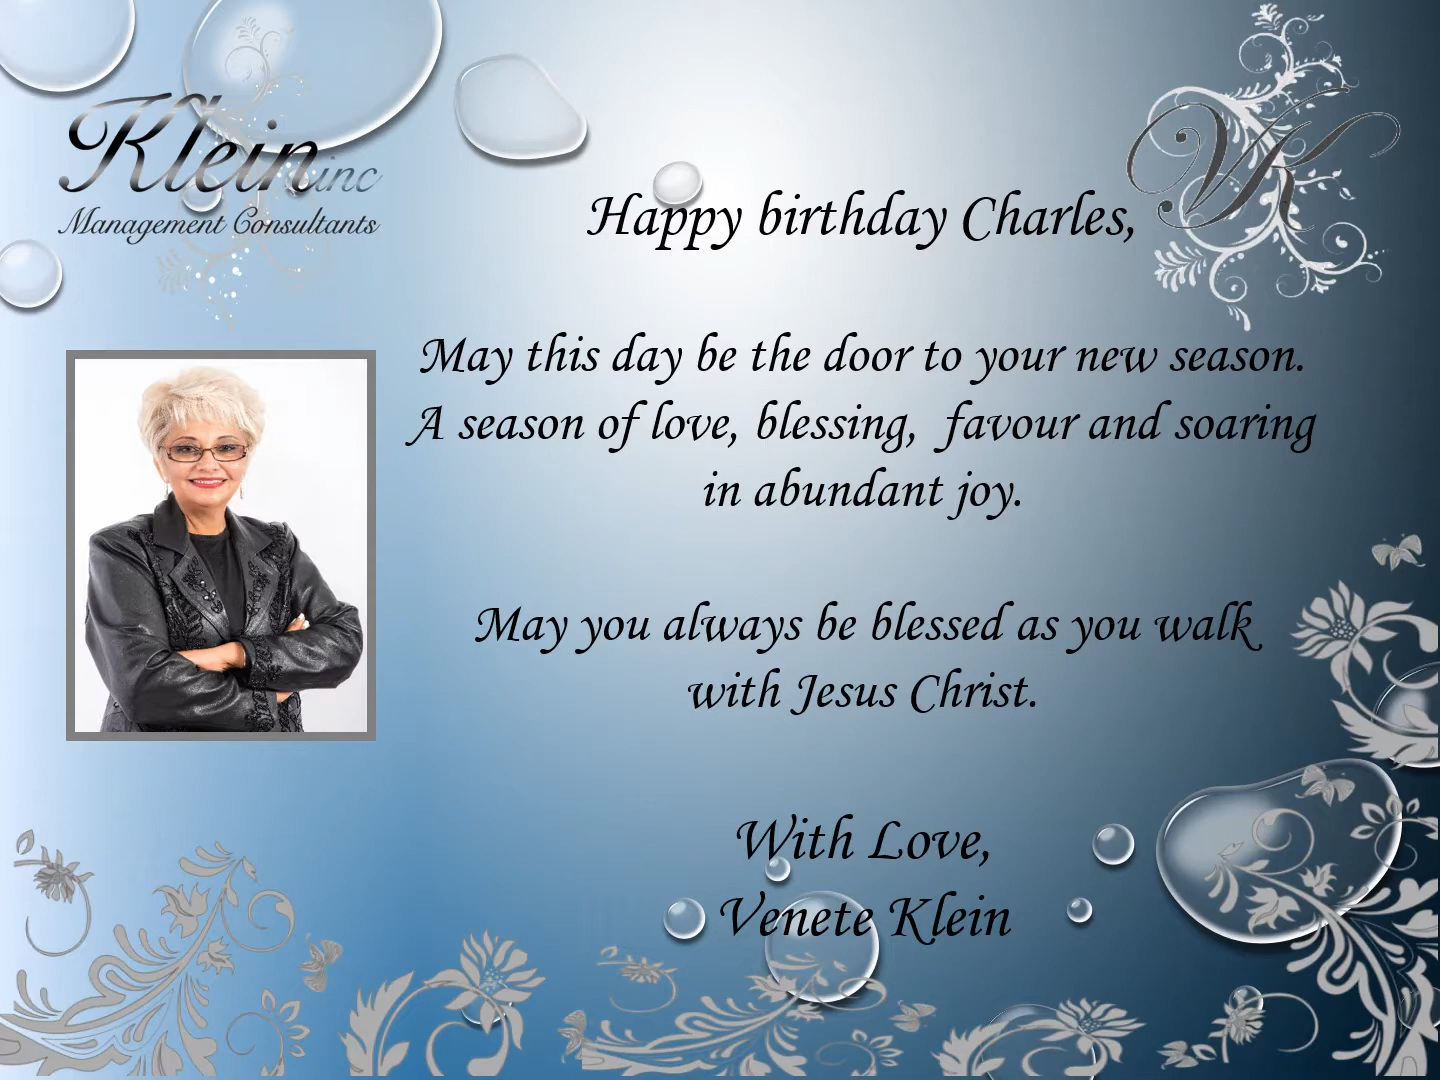 Klein inc
Management Consultants
VK
Happy birthday Charles,
May this day be the door to your new season.
A season of love, blessing, favour and soaring
in abundant joy.
May you always be blessed as you walk
with Jesus Christ.
With Love,
Venete Klein